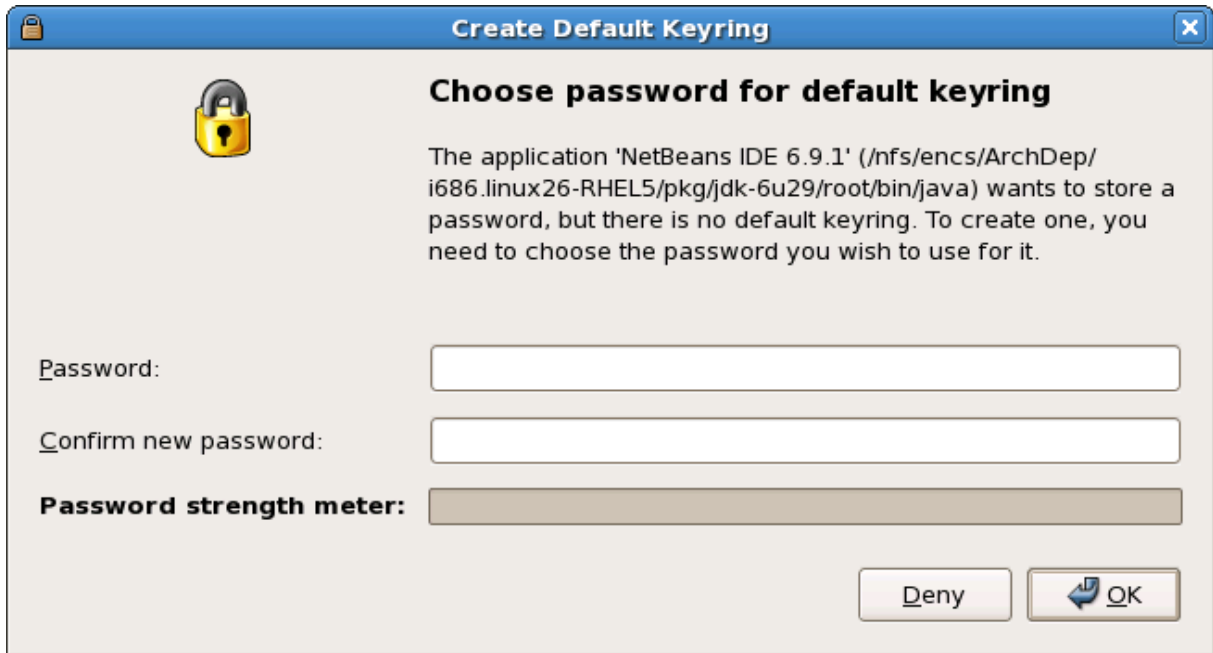 Create Default Keyring
Choose password for default keyring
The application 'NetBeans IDE 6.9.1' (/nfs/encs/ArchDep/
i686.linux26-RHEL5/pkg/jdk-6u29/root/bin/java) wants to store a
password, but there is no default keyring. To create one, you
need to choose the password you wish to use for it.
Password:
Confirm new password:
Password strength meter:
Deny
OK